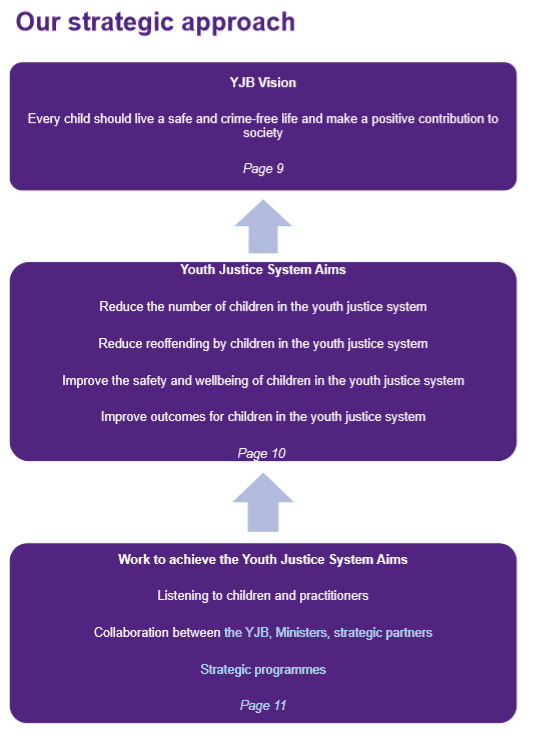 Our strategic approach
YJB Vision
Every child should live a safe and crime-free life and make a positive contribution to
society
Page 9
Youth Justice System Aims
Reduce the number of children in the youth justice system
Reduce reoffending by children in the youth justice system
Improve the safety and wellbeing of children in the youth justice system
Improve outcomes for children in the youth justice system
Page 10
Work to achieve the Youth Justice System Aims
Listening to children and practitioners
Collaboration between the YJB, Ministers, strategic partners
Strategic programmes
Page 11